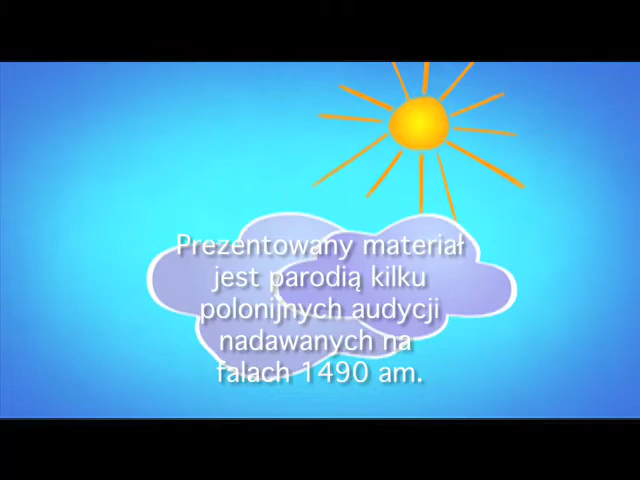 Prezentowany materiał
jest parodią kilku
polonijnych audycji
nadawanych na
falach 1490 am.